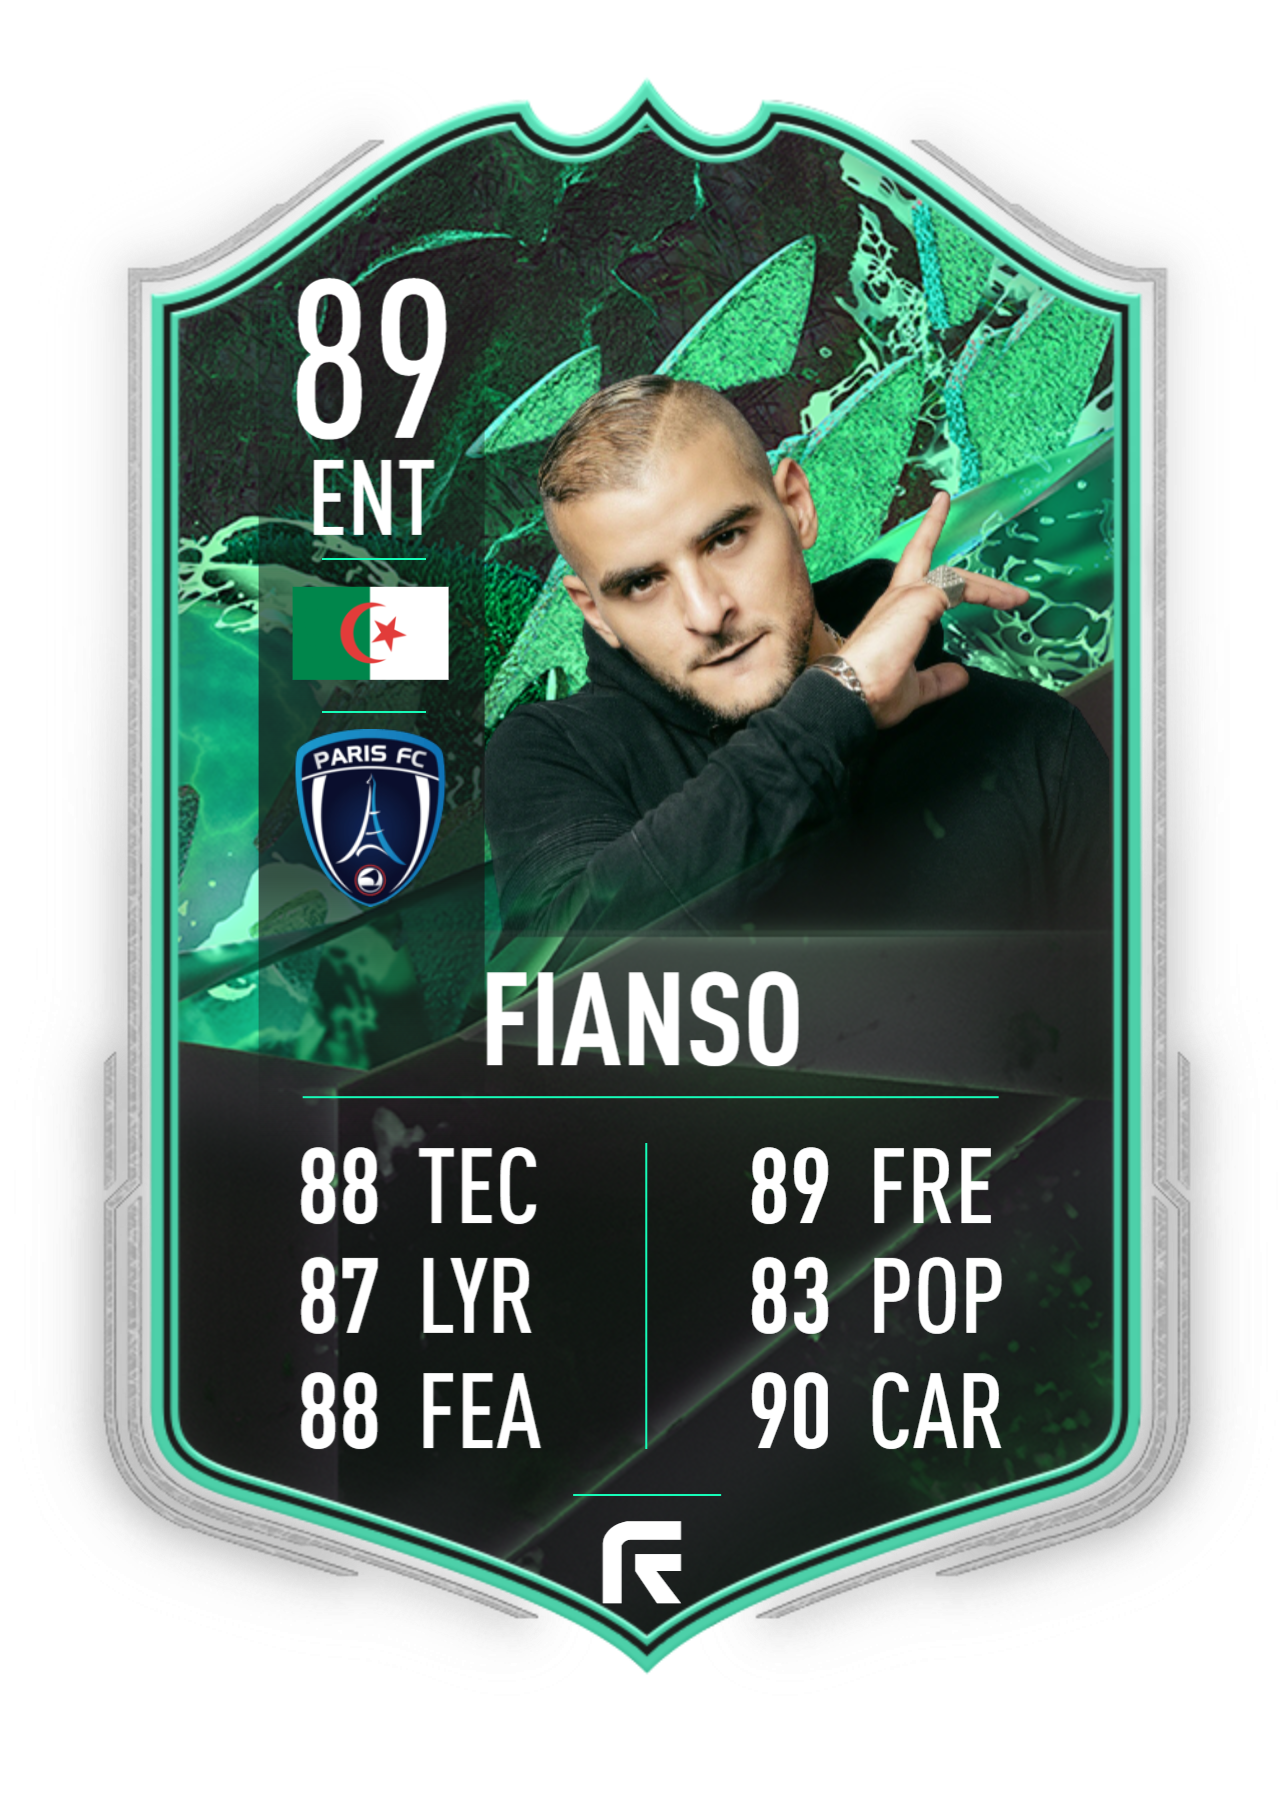 89
ENT
PARIS FC
FIANSO
88 TEC
87 LYR
88 FEA
89 FRE
83 POP
90 CAR